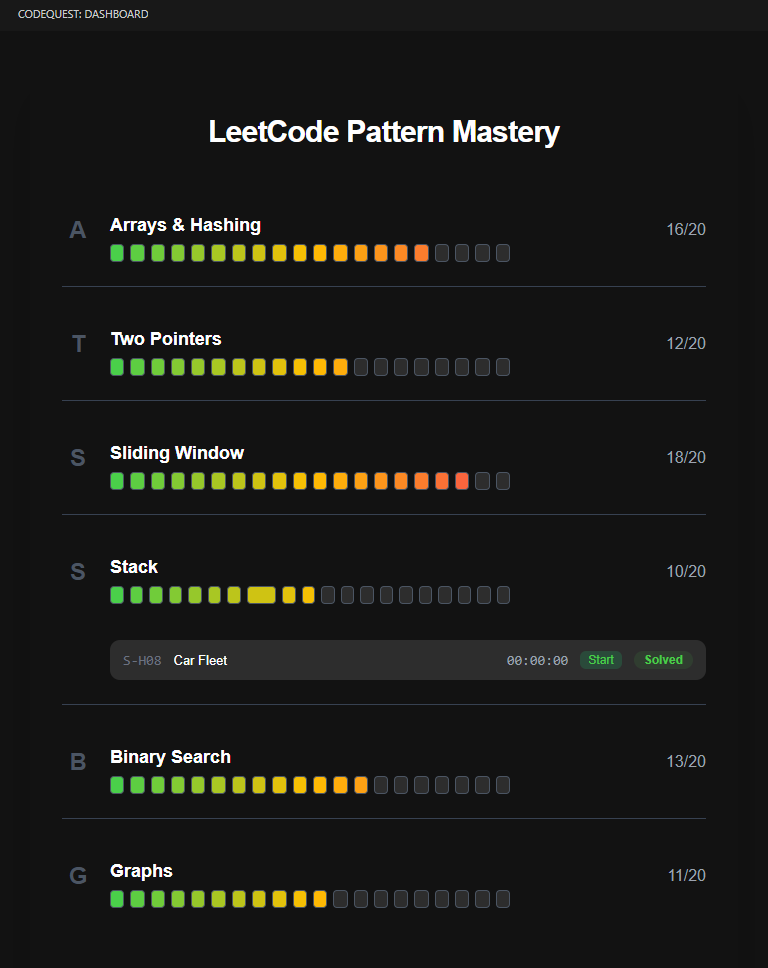 CODEQUEST: DASHBOARD
LeetCode Pattern Mastery
A Arrays & Hashing 16/20
T Two Pointers 12/20
S Sliding Window 18/20
S Stack 10/20
S-H08 Car Fleet 00:00:00 Start Solved
B Binary Search 13/20
G Graphs 11/20